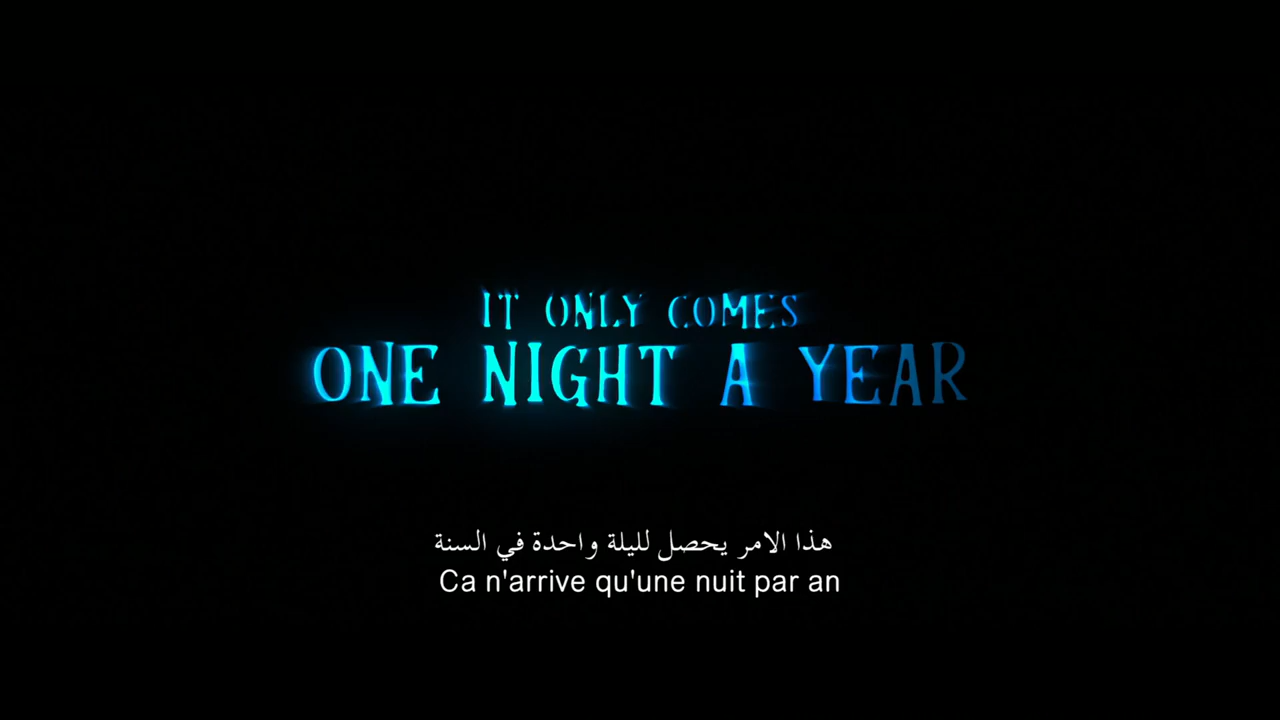 IT ONLY COMES
ONE NIGHT A YEAR
هذا الامر يحصل لليلة واحدة في السنة
Ca n'arrive qu'une nuit par an